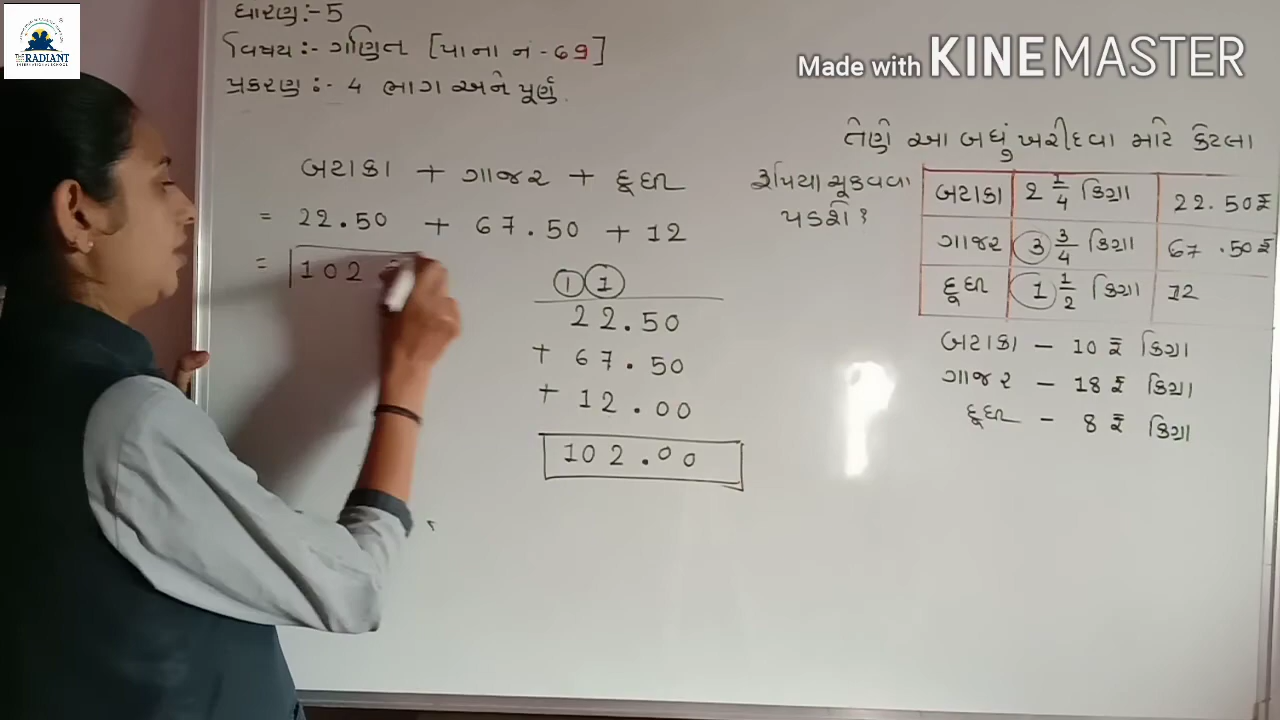 THE RADIANT
INTERNATIONAL SCHOOL
Made with KINEMASTER
ધારણ:- 5
વિષય:- ગણિત [પાના નં - 69]
પ્રકરણ :- 4 ભાગ અને પૂર્ણ.
તેણે આ બધું ખરીદવા માટે કેટલા
રૂપિયા ચૂકવવા
પડશે?
બટાકા + ગાજર + દૂધ
= 22.50 + 67.50 + 12
= 102
1 1
22.50
+ 67.50
+ 12.00
102.00
બટાકા 2 1/4 કિગ્રા 22.50 ₹
ગાજર 3 3/4 કિગ્રા 67.50 ₹
દૂધ 1 1/2 કિગ્રા 12
બટાકા - 10 ₹ કિગ્રા
ગાજર - 18 ₹ કિગ્રા
દૂધ - 8 ₹ કિગ્રા